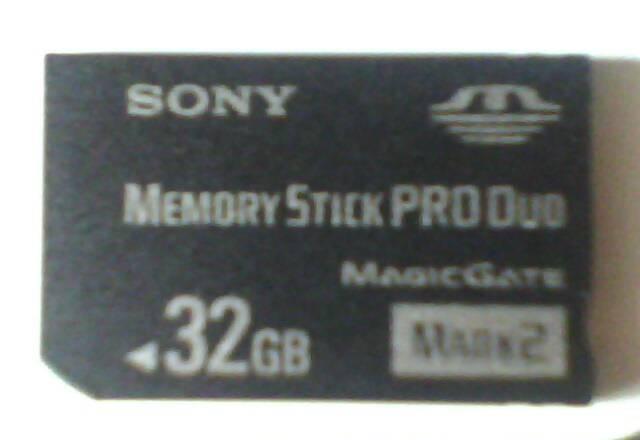 SONY
MEMORY STICK PRO DUO
MAGICGATE
32GB
MARK2